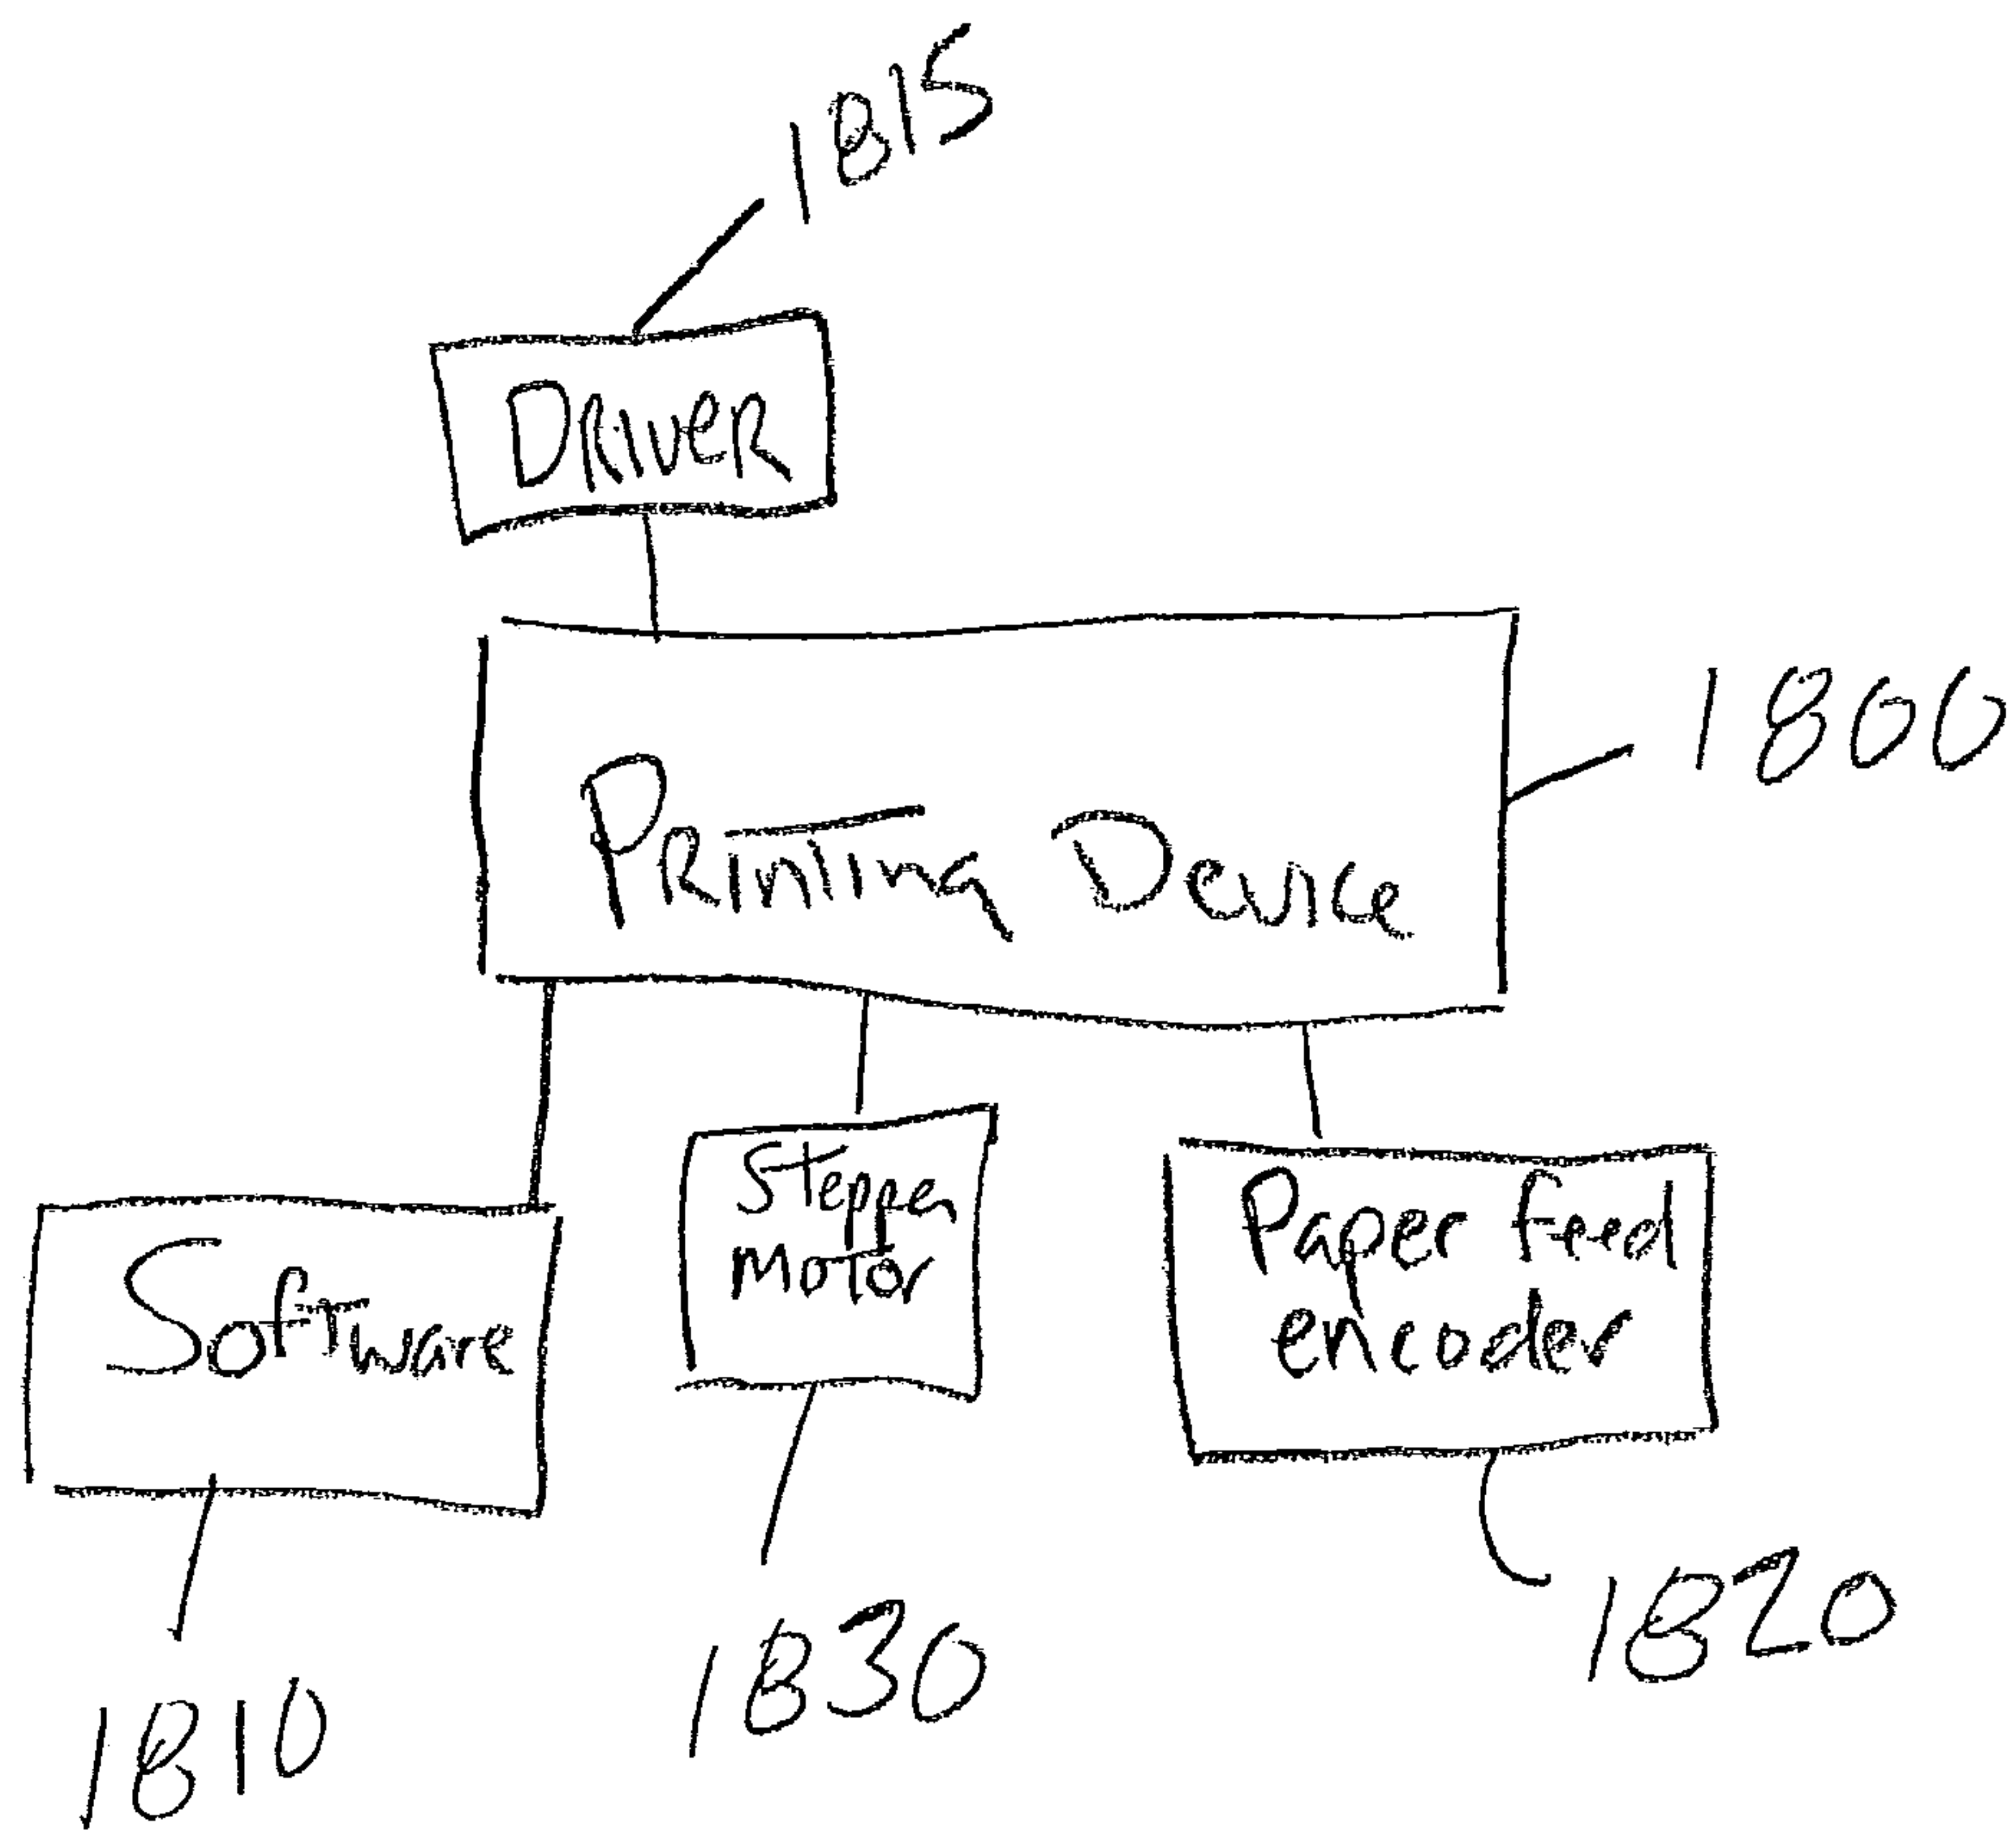 1815
DRIVER
1800
PRINTING Device
Stepper
Motor
Paper feed
encoder
Software
1820
1830
1810